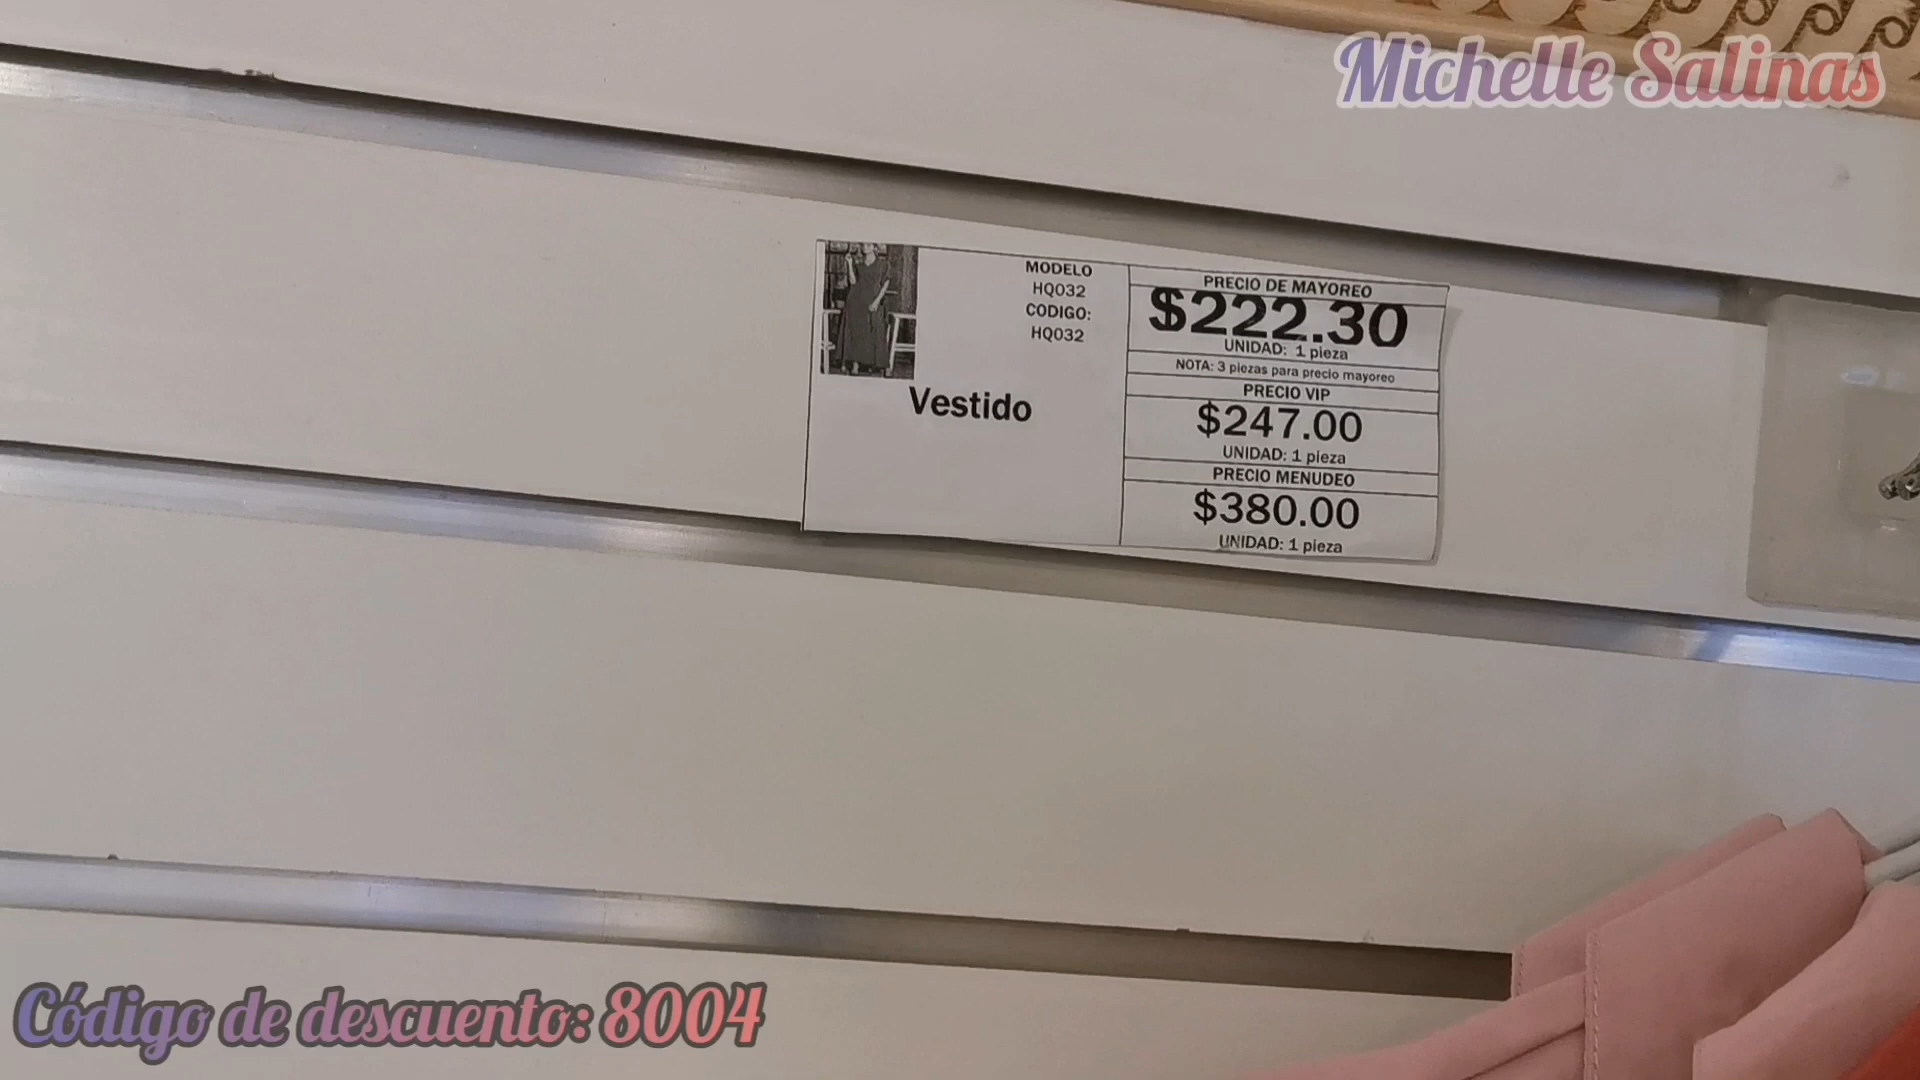 Michelle Salinas
MODELO
HQ032
CODIGO:
HQ032
Vestido
PRECIO DE MAYOREO
$222.30
UNIDAD: 1 pieza
NOTA: 3 piezas para precio mayoreo
PRECIO VIP
$247.00
UNIDAD: 1 pieza
PRECIO MENUDEO
$380.00
UNIDAD: 1 pieza
Código de descuento: 8004